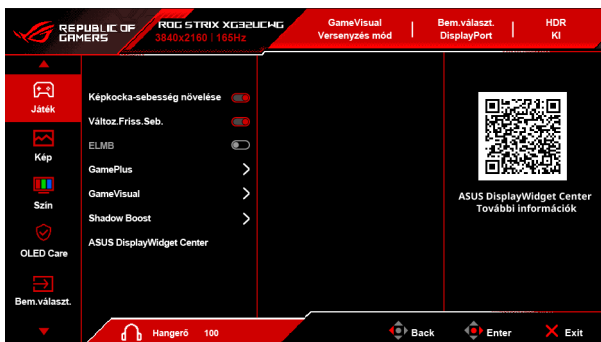 REPUBLIC OF
GAMERS
ROG STRIX XG32UCWG
3840x2160 | 165Hz
GameVisual
Versenyzés mód
Bem.választ.
DisplayPort
HDR
KI
Játék
Kép
Szín
OLED Care
Bem.választ.
Képkocka-sebesség növelése
Változ.Friss.Seb.
ELMB
GamePlus
GameVisual
Shadow Boost
ASUS DisplayWidget Center
ASUS DisplayWidget Center
További információk
Hangerő 100
Back
Enter
Exit